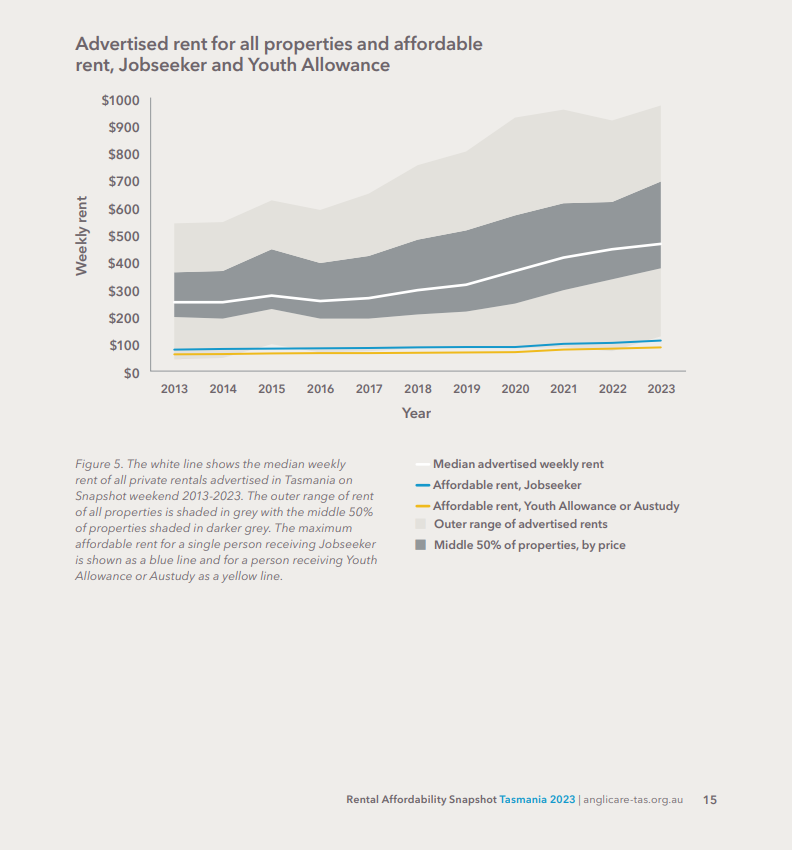 Advertised rent for all properties and affordable
rent, Jobseeker and Youth Allowance
$1000
$900
$800
$700
$600
$500
$400
$300
$200
$100
$0
Weekly rent
2013 2014 2015 2016 2017 2018 2019 2020 2021 2022 2023
Year
Figure 5. The white line shows the median weekly
rent of all private rentals advertised in Tasmania on
Snapshot weekend 2013-2023. The outer range of rent
of all properties is shaded in grey with the middle 50%
of properties shaded in darker grey. The maximum
affordable rent for a single person receiving Jobseeker
is shown as a blue line and for a person receiving Youth
Allowance or Austudy as a yellow line.
Median advertised weekly rent
Affordable rent, Jobseeker
Affordable rent, Youth Allowance or Austudy
Outer range of advertised rents
Middle 50% of properties, by price
Rental Affordability Snapshot Tasmania 2023 | anglicare-tas.org.au 15